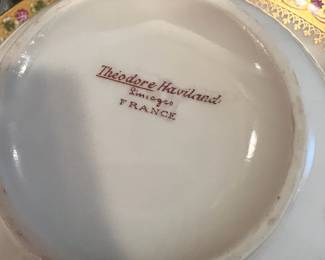 Théodore Haviland
Limoges
FRANCE